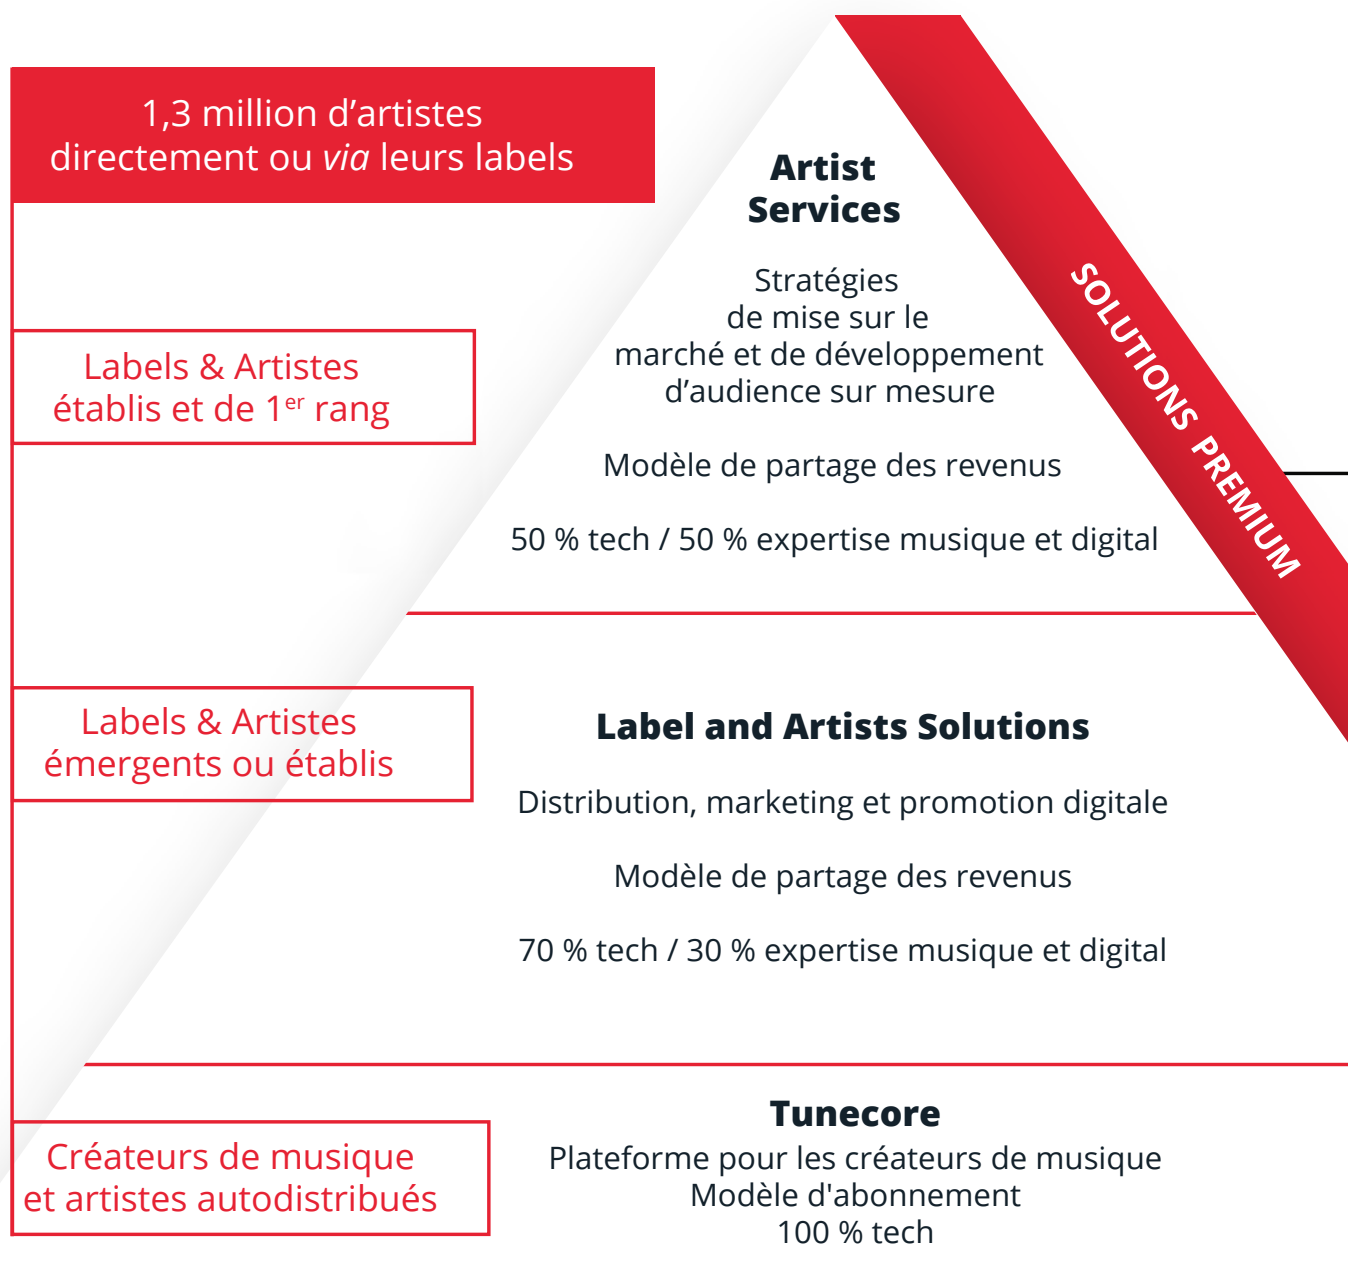 1,3 million d’artistes
directement ou via leurs labels
Artist
Services
Stratégies
de mise sur le
marché et de développement
d’audience sur mesure
Modèle de partage des revenus
50 % tech / 50 % expertise musique et digital
SOLUTIONS PREMIUM
Labels & Artistes
établis et de 1er rang
Labels & Artistes
émergents ou établis
Label and Artists Solutions
Distribution, marketing et promotion digitale
Modèle de partage des revenus
70 % tech / 30 % expertise musique et digital
Créateurs de musique
et artistes autodistribués
Tunecore
Plateforme pour les créateurs de musique
Modèle d'abonnement
100 % tech